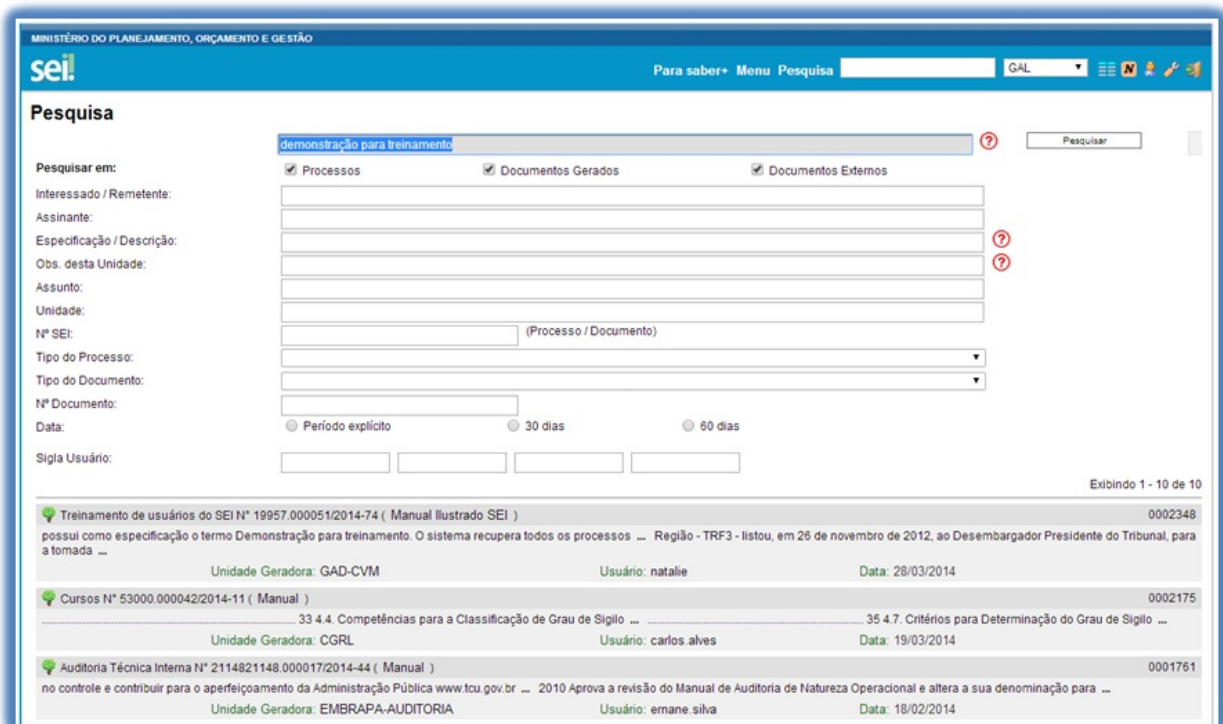 MINISTÉRIO DO PLANEJAMENTO, ORÇAMENTO E GESTÃO
sei!
Para saber+ Menu Pesquisa GAL N
Pesquisa
demonstração para treinamento ? Pesquisar
Pesquisar em: Processos Documentos Gerados Documentos Externos
Interessado / Remetente:
Assinante:
Especificação / Descrição: ?
Obs. desta Unidade: ?
Assunto:
Unidade:
Nº SEI: (Processo / Documento)
Tipo do Processo:
Tipo do Documento:
Nº Documento:
Data: Período explícito 30 dias 60 dias
Sigla Usuário:
Exibindo 1 - 10 de 10
Treinamento de usuários do SEI N° 19957.000051/2014-74 ( Manual Ilustrado SEI ) 0002348
possui como especificação o termo Demonstração para treinamento. O sistema recupera todos os processos ... Região - TRF3 - listou, em 26 de novembro de 2012, ao Desembargador Presidente do Tribunal, para
a tomada ...
Unidade Geradora: GAD-CVM Usuário: natalie Data: 28/03/2014
Cursos N° 53000.000042/2014-11 ( Manual ) 0002175
........................................................................ 33 4.4. Competências para a Classificação de Grau de Sigilo ... ............................................................ 35 4.7. Critérios para Determinação do Grau de Sigilo ...
Unidade Geradora: CGRL Usuário: carlos.alves Data: 19/03/2014
Auditoria Técnica Interna N° 2114821148.000017/2014-44 ( Manual ) 0001761
no controle e contribuir para o aperfeiçoamento da Administração Pública www.tcu.gov.br ... 2010 Aprova a revisão do Manual de Auditoria de Natureza Operacional e altera a sua denominação para ...
Unidade Geradora: EMBRAPA-AUDITORIA Usuário: ernane.silva Data: 18/02/2014